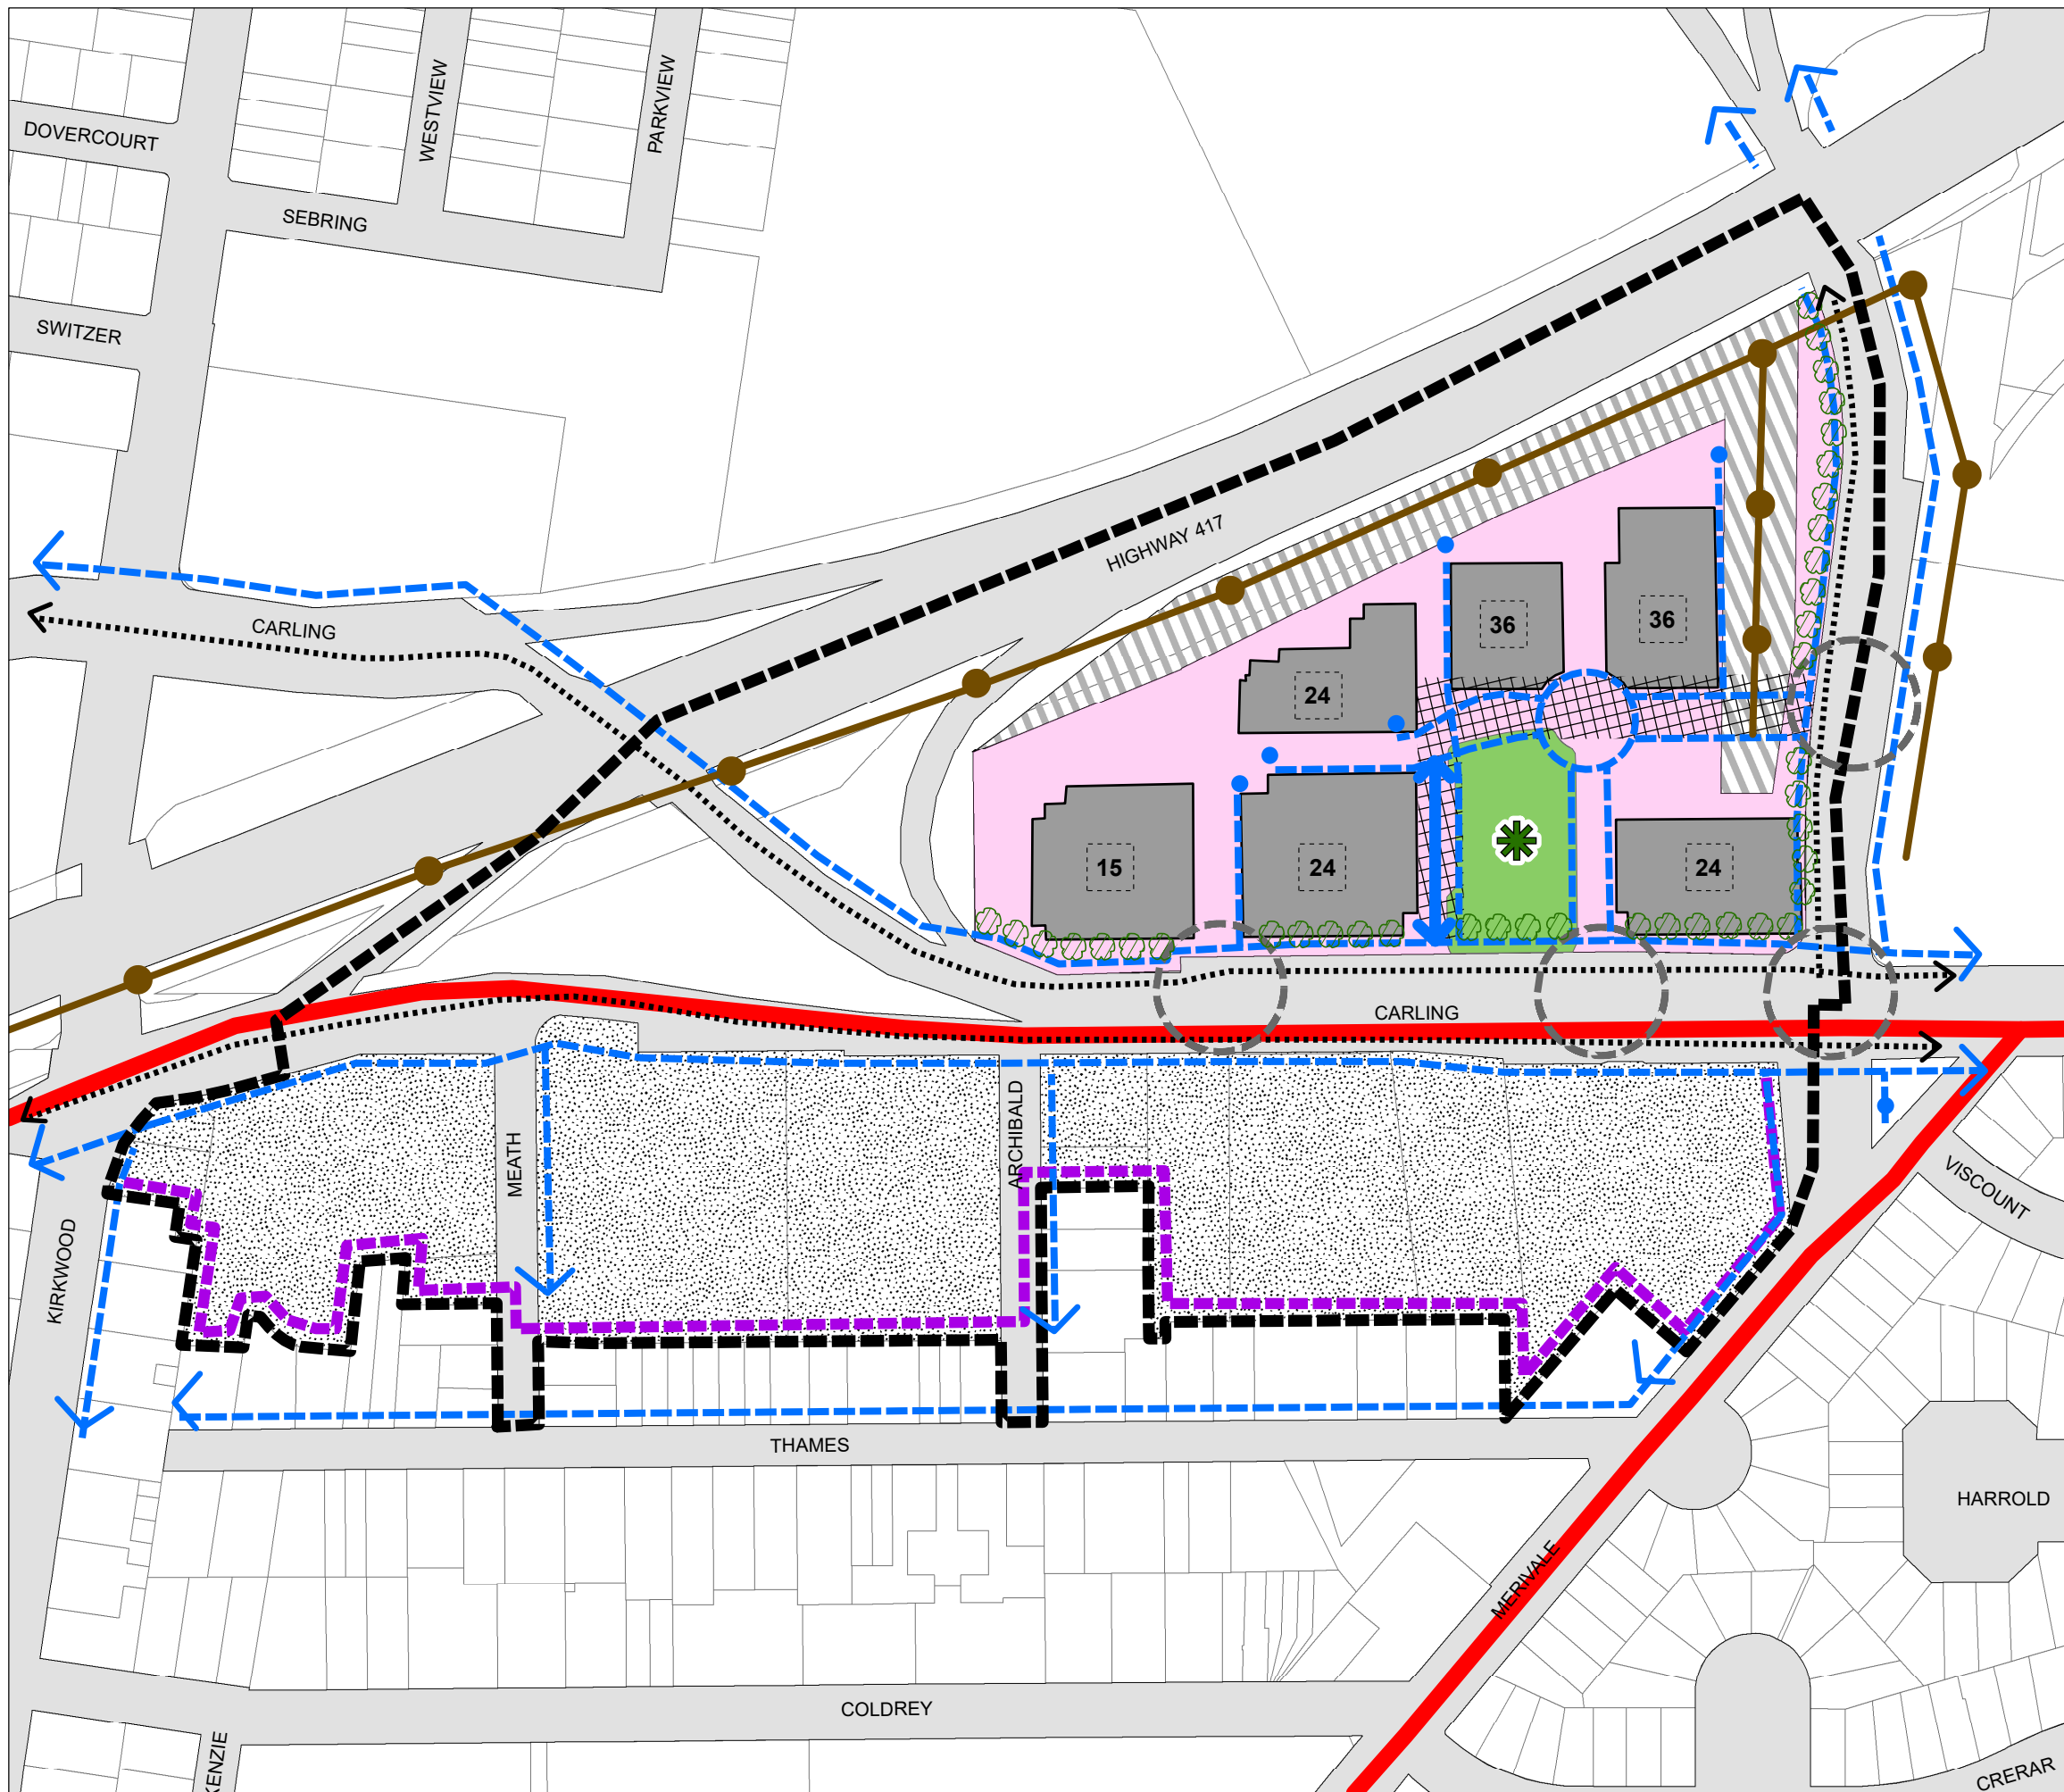 DOVERCOURT
WESTVIEW
PARKVIEW
SEBRING
SWITZER
HIGHWAY 417
CARLING
36
36
24
15
24
24
CARLING
MEATH
ARCHIBALD
KIRKWOOD
VISCOUNT
THAMES
HARROLD
MERIVALE
COLDREY
KENZIE
CRERAR